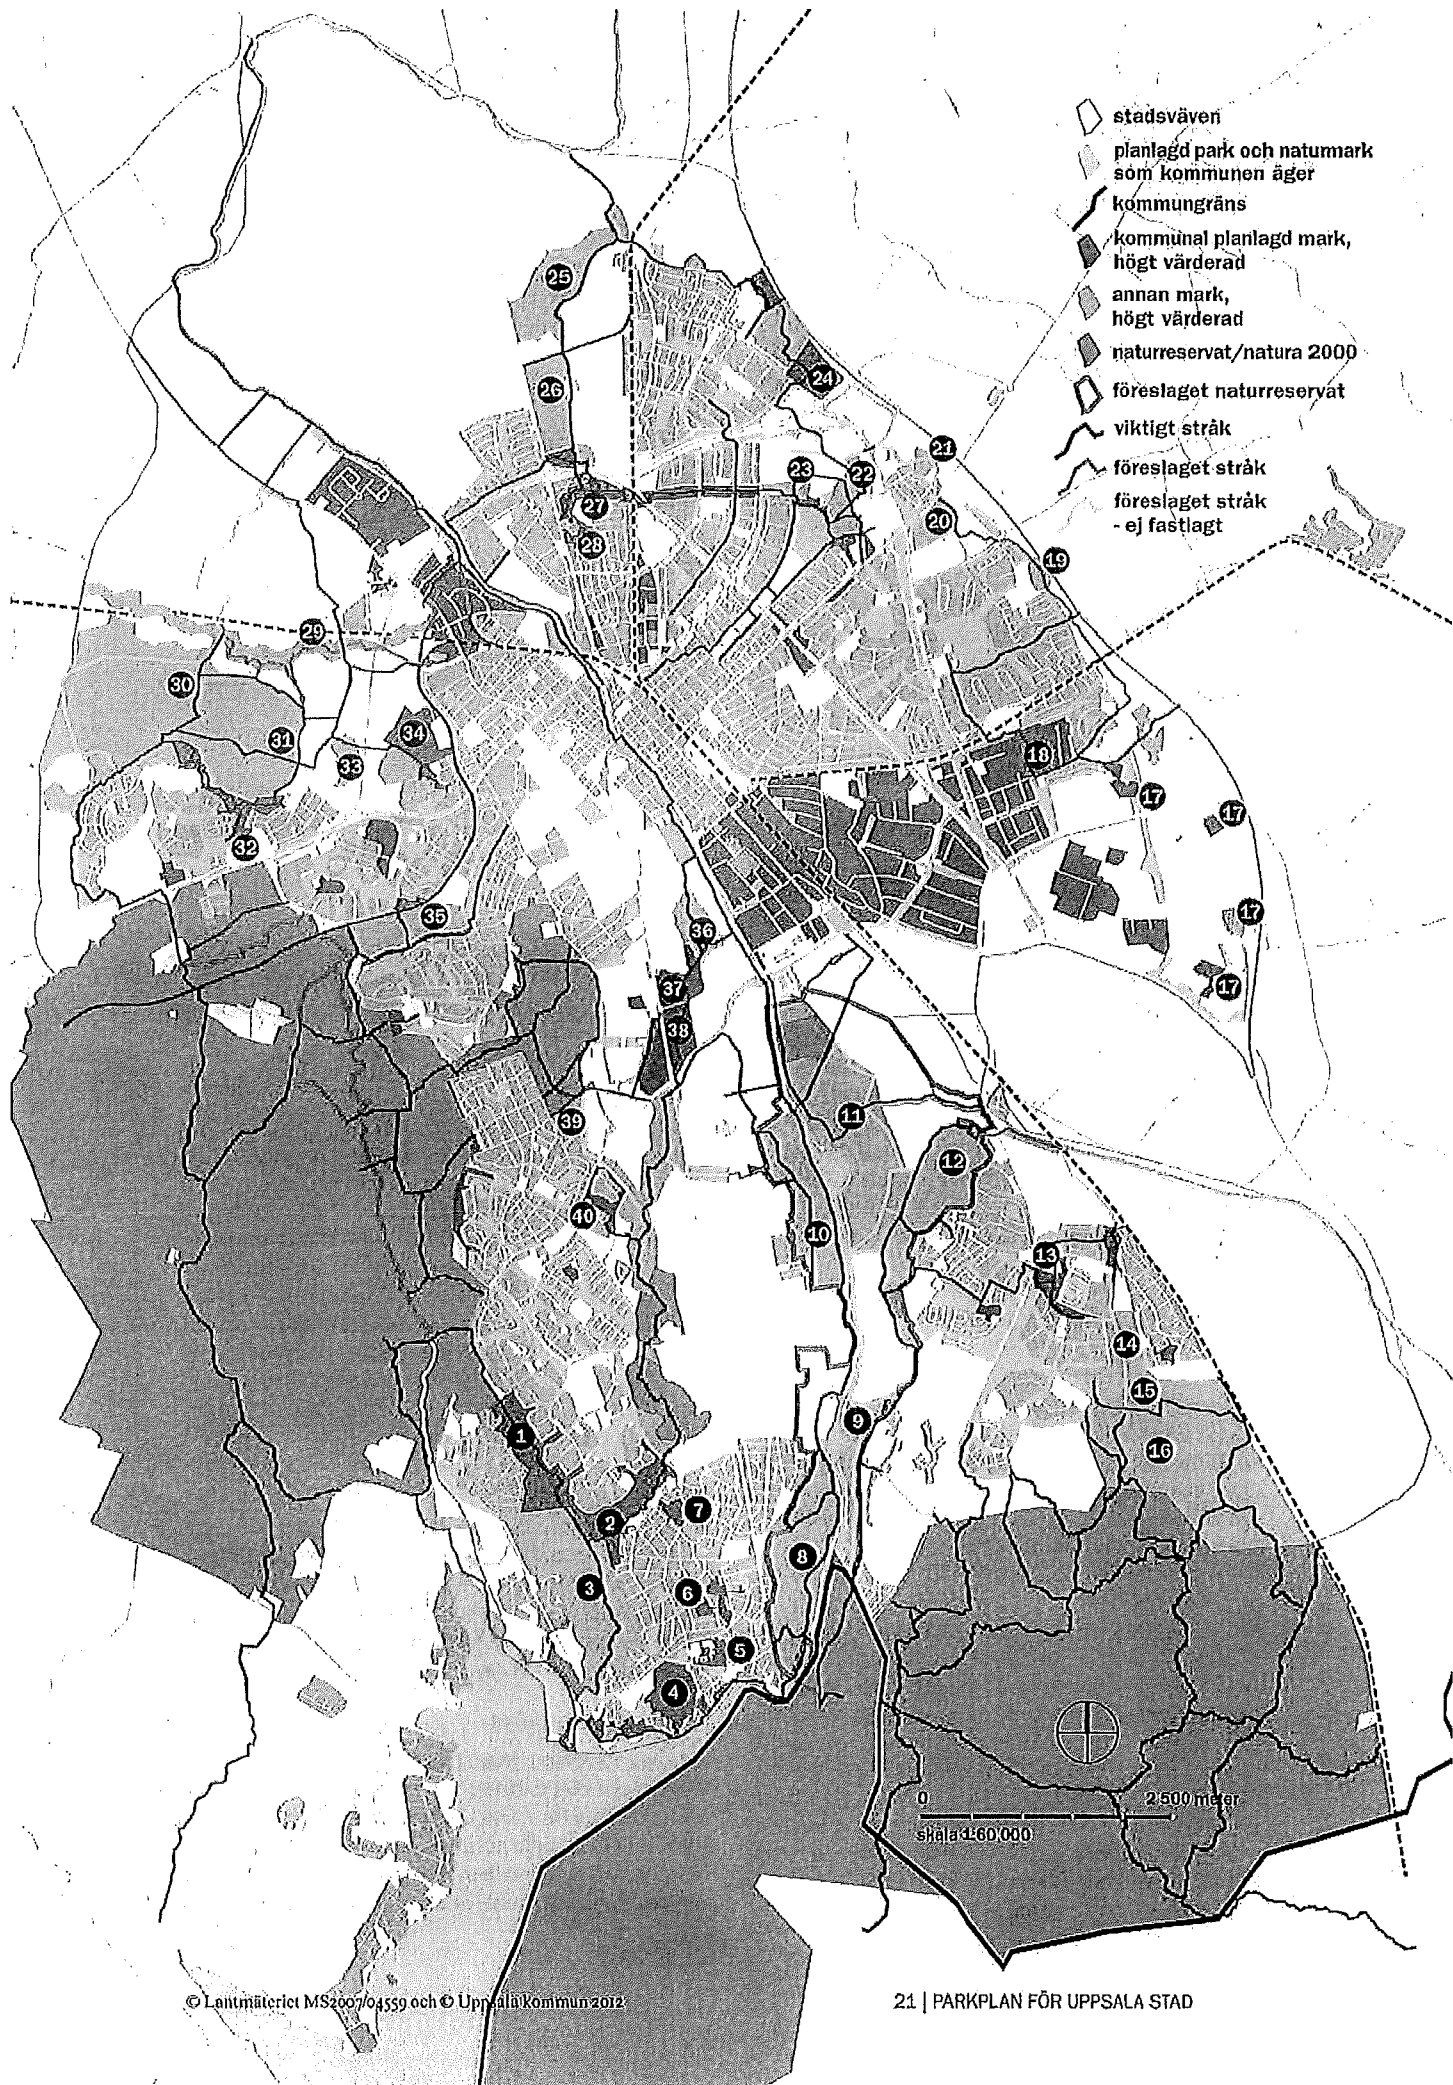 stadsväven
planlagd park och naturmark
som kommunen äger
kommungräns
kommunal planlagd mark,
högt värderad
annan mark,
högt värderad
naturreservat/natura 2000
föreslaget naturreservat
viktigt stråk
föreslaget stråk
föreslaget stråk
- ej fastlagt
25
24
26
21
23
22
27
20
28
19
29
30
34
31
33
18
17
17
32
35
17
36
37
17
38
11
39
12
40
10
13
14
15
9
1
16
7
2
8
3
6
5
4
0 2 500 meter
skala 1:60 000
© Lantmäteriet MS2007/04559 och © Uppsala kommun 2012
21 | PARKPLAN FÖR UPPSALA STAD